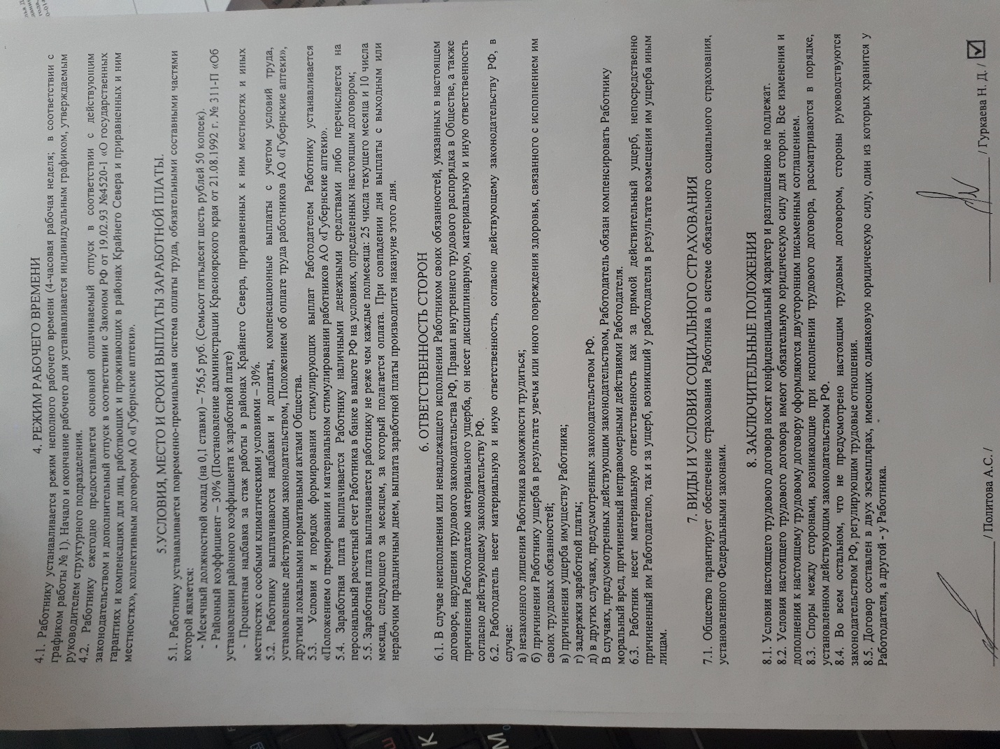 4. РЕЖИМ РАБОЧЕГО ВРЕМЕНИ
4.1. Работнику устанавливается режим неполного рабочего времени (4-часовая рабочая неделя; в соответствии с
графиком работы № 1). Начало и окончание рабочего дня устанавливается индивидуальным графиком, утверждаемым
руководителем структурного подразделения.
4.2. Работнику ежегодно предоставляется основной оплачиваемый отпуск в соответствии с действующим
законодательством и дополнительный отпуск в соответствии с Законом РФ от 19.02.93 №4520-1 «О государственных
гарантиях и компенсациях для лиц, работающих и проживающих в районах Крайнего Севера и приравненных к ним
местностях», коллективным договором АО «Губернские аптеки».
5.УСЛОВИЯ, МЕСТО И СРОКИ ВЫПЛАТЫ ЗАРАБОТНОЙ ПЛАТЫ.
5.1. Работнику устанавливается повременно-премиальная система оплаты труда, обязательными составными частями
которой является:
- Месячный должностной оклад (на 0,1 ставки) – 756,5 руб. (Семьсот пятьдесят шесть рублей 50 копеек).
- Районный коэффициент – 30% (Постановление администрации Красноярского края от 21.08.1992 г. № 311-П «Об
установлении районного коэффициента к заработной плате)
- Процентная надбавка за стаж работы в районах Крайнего Севера, приравненных к ним местностях и иных
местностях с особыми климатическими условиями – 30%.
5.2. Работнику выплачиваются надбавки и доплаты, компенсационные выплаты с учетом условий труда,
установленные действующим законодательством, Положением об оплате труда работников АО «Губернские аптеки»,
другими локальными нормативными актами Общества.
5.3. Условия и порядок формирования стимулирующих выплат Работодателем Работнику устанавливается
«Положением о премировании и материальном стимулировании работников АО «Губернские аптеки».
5.4. Заработная плата выплачивается Работнику наличными денежными средствами либо перечисляется на
персональный расчетный счет Работника в банке в валюте РФ на условиях, определенных настоящим договором;
5.5. Заработная плата выплачивается работнику не реже чем каждые полмесяца: 25 числа текущего месяца и 10 числа
месяца, следующего за месяцем, за который полагается оплата. При совпадении дня выплаты с выходным или
нерабочим праздничным днем, выплата заработной платы производится накануне этого дня.
6. ОТВЕТСТВЕННОСТЬ СТОРОН
6.1. В случае неисполнения или ненадлежащего исполнения Работником своих обязанностей, указанных в настоящем
договоре, нарушения трудового законодательства РФ, Правил внутреннего трудового распорядка в Обществе, а также
причинения Работодателю материального ущерба, он несет дисциплинарную, материальную и иную ответственность
согласно действующему законодательству РФ.
6.2. Работодатель несет материальную и иную ответственность, согласно действующему законодательству РФ, в
случае:
а) незаконного лишения Работника возможности трудиться;
б) причинения Работнику ущерба в результате увечья или иного повреждения здоровья, связанного с исполнением им
своих трудовых обязанностей;
в) причинения ущерба имуществу Работника;
г) задержки заработной платы;
д) в других случаях, предусмотренных законодательством РФ.
В случаях, предусмотренных действующим законодательством, Работодатель обязан компенсировать Работнику
моральный вред, причиненный неправомерными действиями Работодателя.
6.3. Работник несет материальную ответственность как за прямой действительный ущерб, непосредственно
причиненный им Работодателю, так и за ущерб, возникший у работодателя в результате возмещения им ущерба иным
лицам.
7. ВИДЫ И УСЛОВИЯ СОЦИАЛЬНОГО СТРАХОВАНИЯ
7.1. Общество гарантирует обеспечение страхования Работника в системе обязательного социального страхования,
установленного Федеральными законами.
8. ЗАКЛЮЧИТЕЛЬНЫЕ ПОЛОЖЕНИЯ
8.1. Условия настоящего трудового договора носят конфиденциальный характер и разглашению не подлежат.
8.2. Условия настоящего трудового договора имеют обязательную юридическую силу для сторон. Все изменения и
дополнения к настоящему трудовому договору оформляются двусторонним письменным соглашением.
8.3. Споры между сторонами, возникающие при исполнении трудового договора, рассматриваются в порядке,
установленном действующим законодательством РФ.
8.4. Во всем остальном, что не предусмотрено настоящим трудовым договором, стороны руководствуются
законодательством РФ, регулирующим трудовые отношения.
8.5. Договор составлен в двух экземплярах, имеющих одинаковую юридическую силу, один из которых хранится у
Работодателя, а другой - у Работника.
/ Политова А.С. / / Гуркаева Н. Д. /
К
М